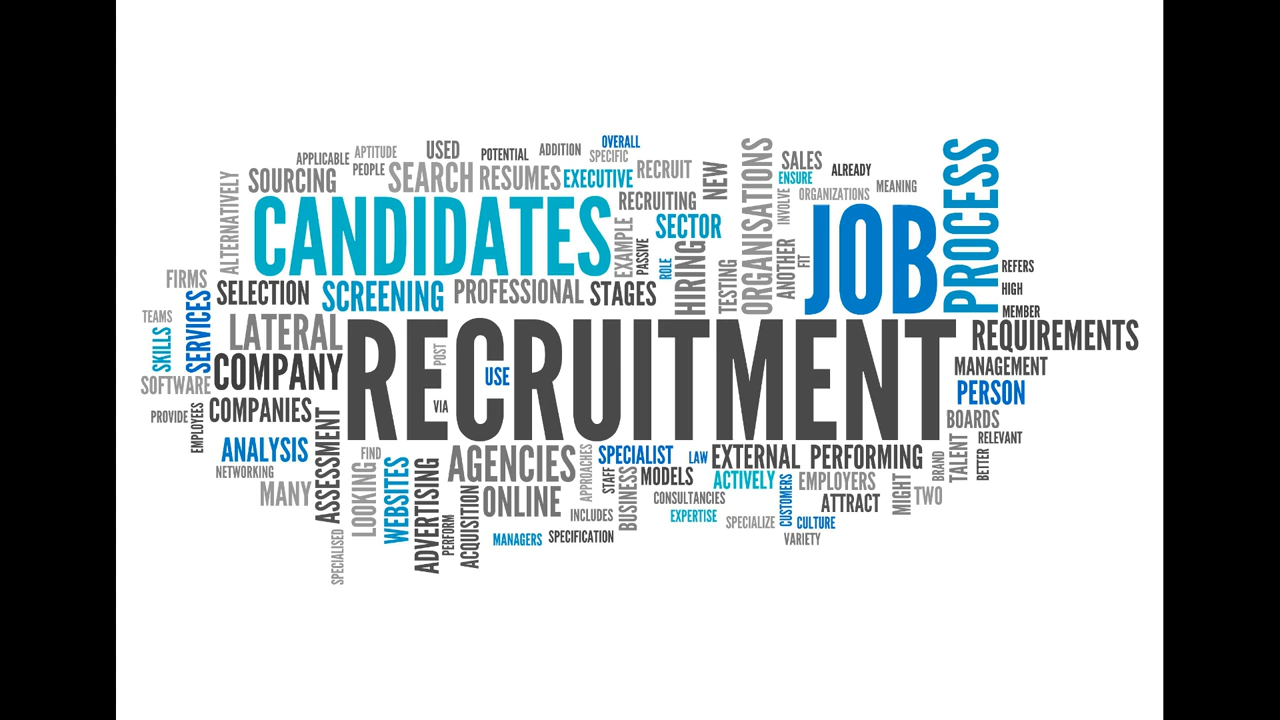 OVERALL
APPLICABLE
APTITUDE
USED
POTENTIAL
ADDITION
SPECIFIC
PEOPLE
SOURCING
SEARCH
RESUMES
EXECUTIVE
RECRUIT
NEW
ORGANISATIONS
SALES
ENSURE
ALREADY
PROCESS
ALTERNATIVELY
RECRUITING
INVOLVE
ORGANIZATIONS
MEANING
CANDIDATES
EXAMPLE
SECTOR
JOB
PASSIVE
ROLE
HIRING
TESTING
ANOTHER
FIT
REFERS
HIGH
MEMBER
FIRMS
SERVICES
SELECTION
SCREENING
PROFESSIONAL
STAGES
TEAMS
SKILLS
LATERAL
RECRUITMENT
POST
USE
VIA
REQUIREMENTS
COMPANY
MANAGEMENT
SOFTWARE
PERSON
PROVIDE
EMPLOYEES
COMPANIES
ASSESSMENT
BOARDS
ANALYSIS
RELEVANT
NETWORKING
FIND
LOOKING
WEBSITES
ADVERTISING
AGENCIES
APPROACHES
SPECIALIST
LAW
EXTERNAL
PERFORMING
BRAND
TALENT
BETTER
MANY
STAFF
BUSINESS
MODELS
ACTIVELY
CUSTOMERS
EMPLOYERS
MIGHT
TWO
PERFORM
ACQUISITION
ONLINE
CONSULTANCIES
ATTRACT
INCLUDES
EXPERTISE
SPECIALIZE
CULTURE
SPECIALISED
MANAGERS
SPECIFICATION
VARIETY